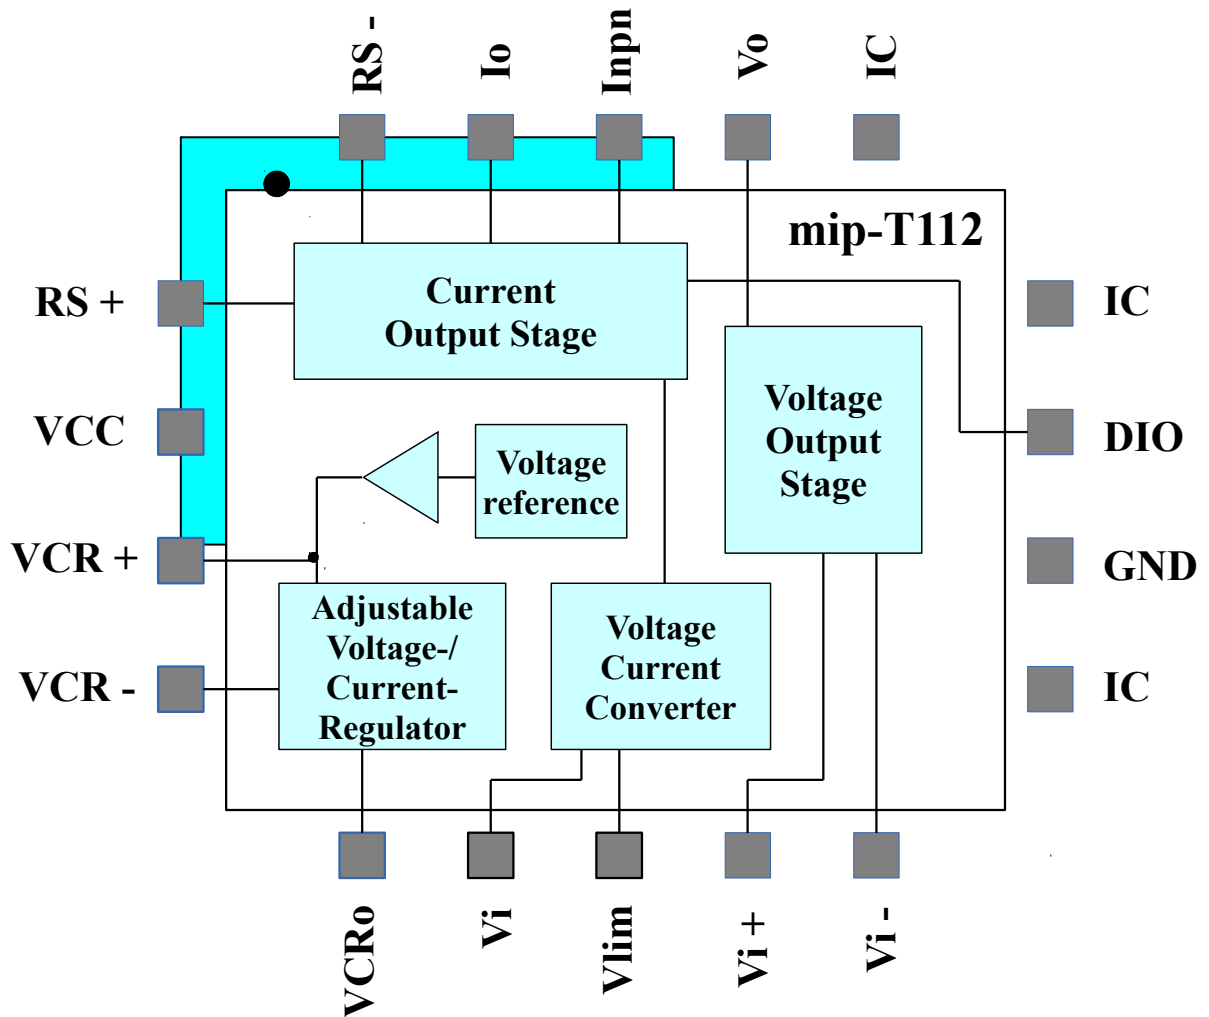 RS -
Io
Inpn
Vo
IC
mip-T112
RS +
Current
Output Stage
IC
VCC
Voltage
Output
Stage
DIO
Voltage
reference
VCR +
GND
Adjustable
Voltage-/
Current-
Regulator
Voltage
Current
Converter
VCR -
IC
VCRo
Vi
Vlim
Vi +
Vi -